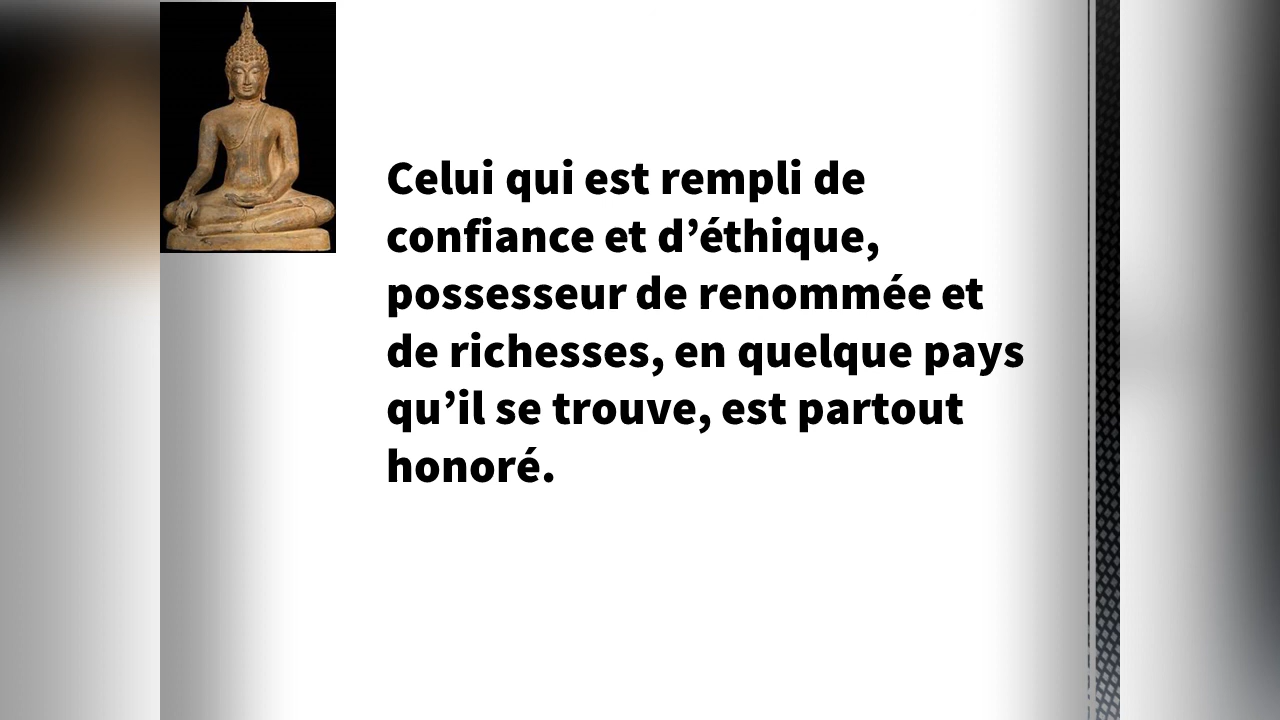 Celui qui est rempli de
confiance et d’éthique,
possesseur de renommée et
de richesses, en quelque pays
qu’il se trouve, est partout
honoré.